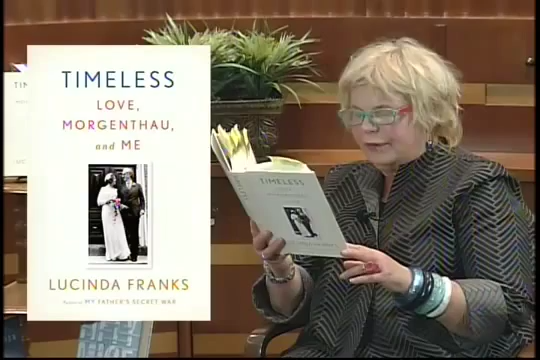 TIMELESS
LOVE,
MORGENTHAU,
and ME
LUCINDA FRANKS
MY FATHER'S SECRET WAR
TIMELESS